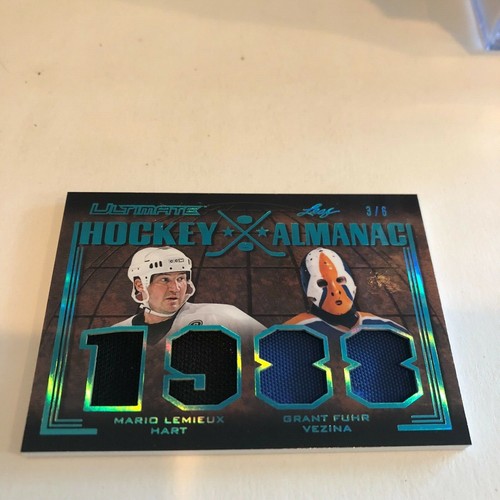 ULTIMATE
Leaf 3/6
HOCKEY ALMANAC
1988
MARIO LEMIEUX GRANT FUHR
HART VEZINA